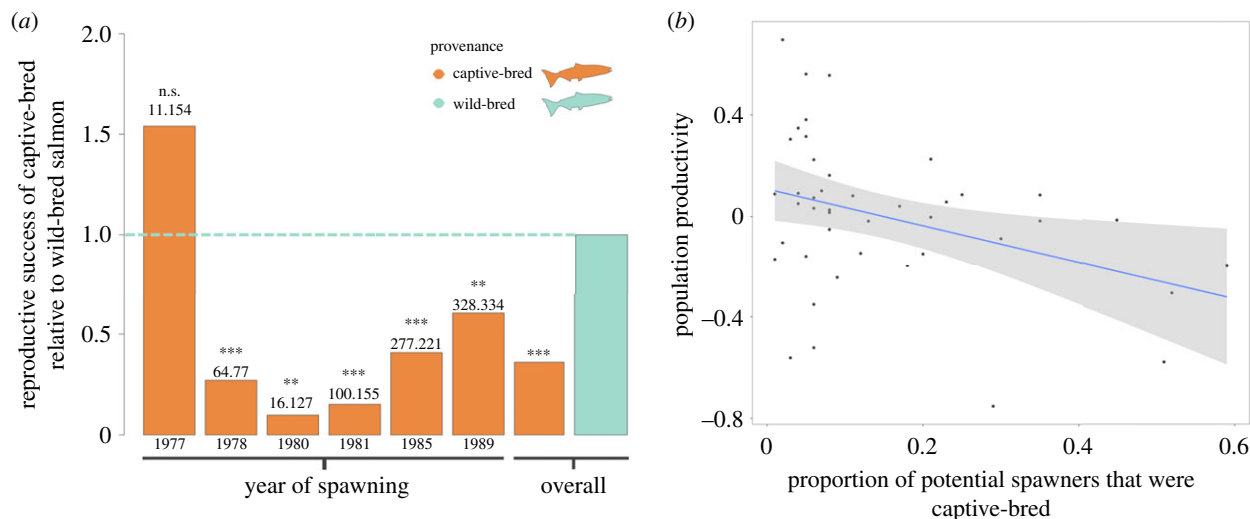 (a)
reproductive success of captive-bred
relative to wild-bred salmon
2.0
1.5
1.0
0.5
0
provenance
captive-bred
wild-bred
n.s.
11.154
***
64.77
**
16.127
***
100.155
***
277.221
**
328.334
***
1977
1978
1980
1981
1985
1989
year of spawning
overall
(b)
population productivity
0.4
0
−0.4
−0.8
0
0.2
0.4
0.6
proportion of potential spawners that were
captive-bred